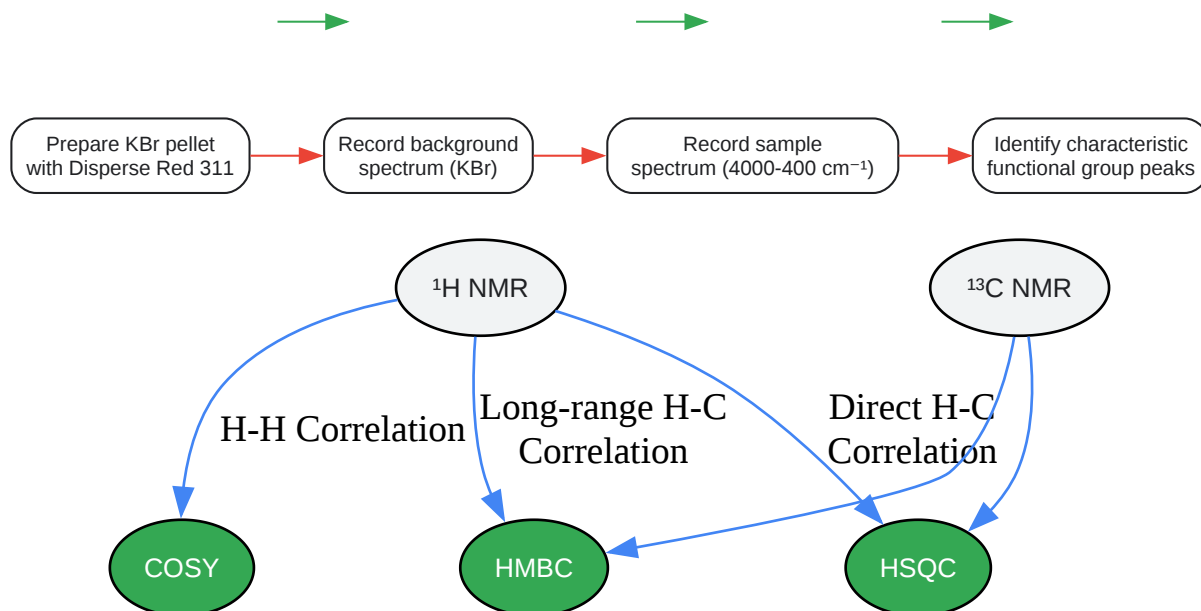 Prepare KBr pellet
with Disperse Red 311
Record background
spectrum (KBr)
Record sample
spectrum (4000-400 cm⁻¹)
Identify characteristic
functional group peaks
¹H NMR
¹³C NMR
H-H Correlation
Long-range H-C
Correlation
Direct H-C
Correlation
COSY
HMBC
HSQC